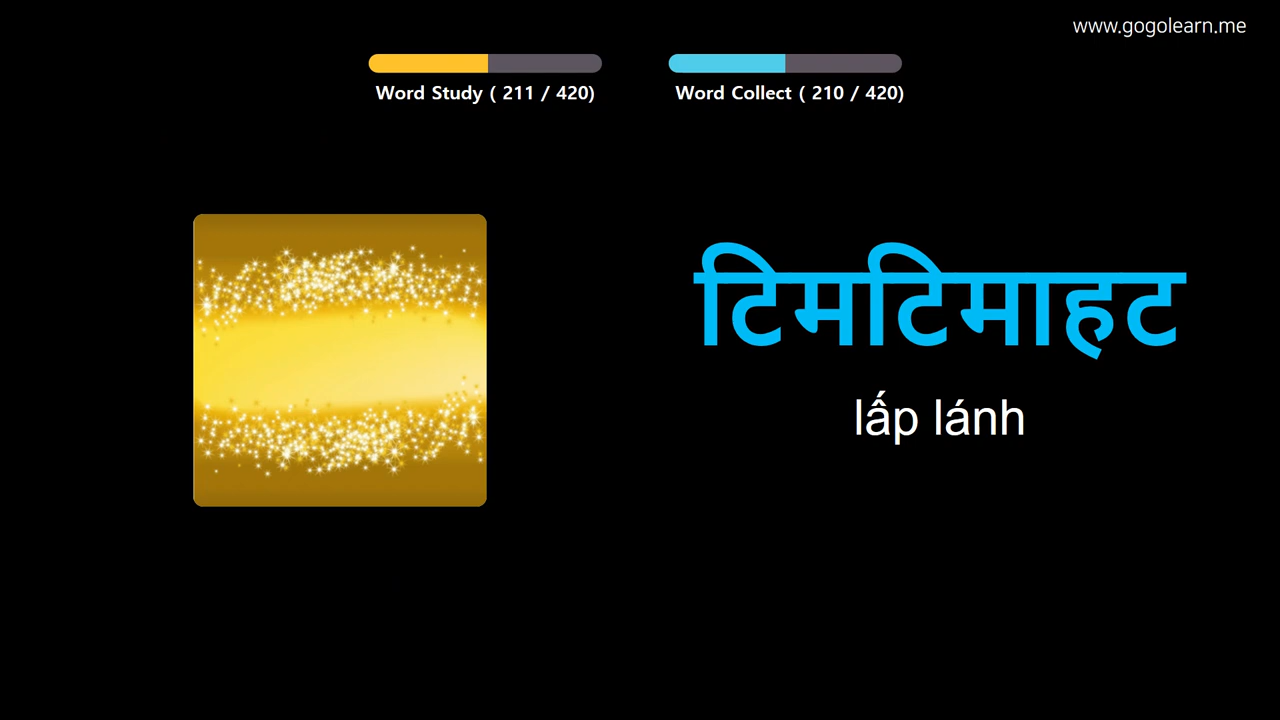 www.gogolearn.me
Word Study ( 211 / 420)
Word Collect ( 210 / 420)
टिमटिमाहट
lấp lánh